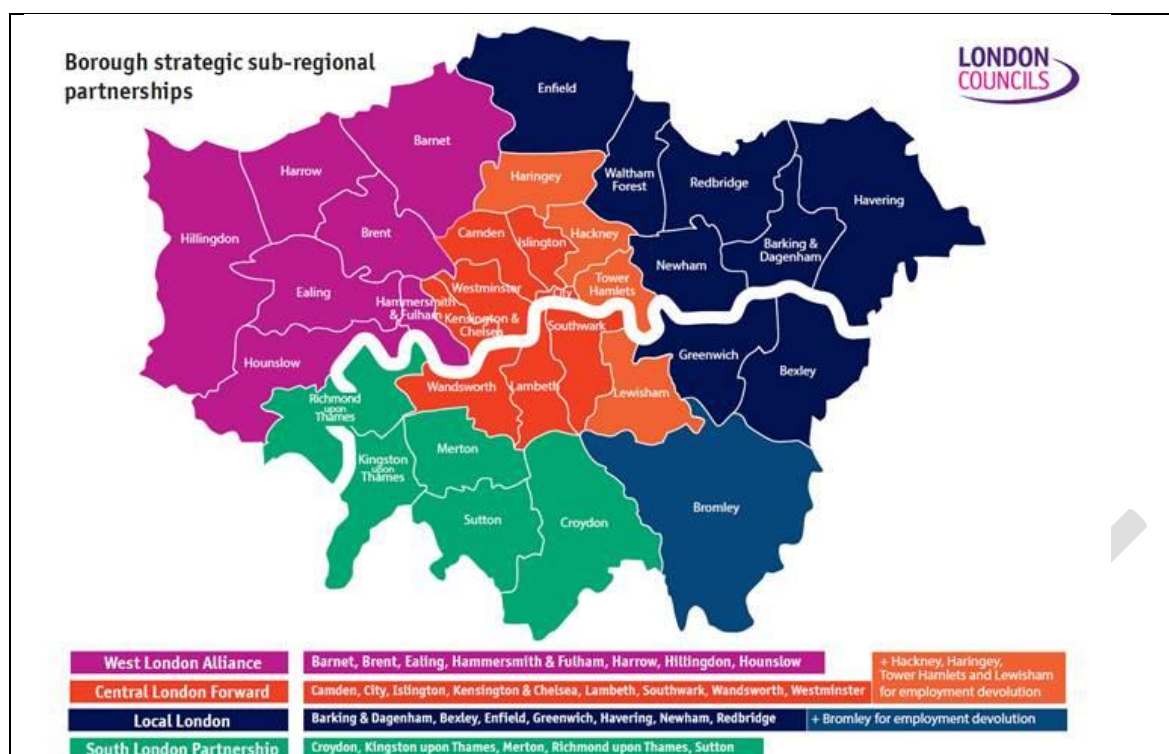 Borough strategic sub-regional
partnerships
LONDON
COUNCILS
Enfield
Barnet
Haringey
Waltham
Forest
Redbridge
Harrow
Havering
Hillingdon
Brent
Camden
Islington
Hackney
Barking &
Dagenham
Newham
Ealing
Westminster
Tower
Hamlets
Hammersmith
& Fulham
City
Kensington &
Chelsea
Southwark
Hounslow
Greenwich
Bexley
Wandsworth
Lambeth
Lewisham
Richmond
upon
Thames
Merton
Kingston
upon
Thames
Sutton
Croydon
Bromley
West London Alliance
Barnet, Brent, Ealing, Hammersmith & Fulham, Harrow, Hillingdon, Hounslow
+ Hackney, Haringey,
Tower Hamlets and Lewisham
for employment devolution
Central London Forward
Camden, City, Islington, Kensington & Chelsea, Lambeth, Southwark, Wandsworth, Westminster
Local London
Barking & Dagenham, Bexley, Enfield, Greenwich, Havering, Newham, Redbridge
+ Bromley for employment devolution
South London Partnership
Croydon, Kingston upon Thames, Merton, Richmond upon Thames, Sutton